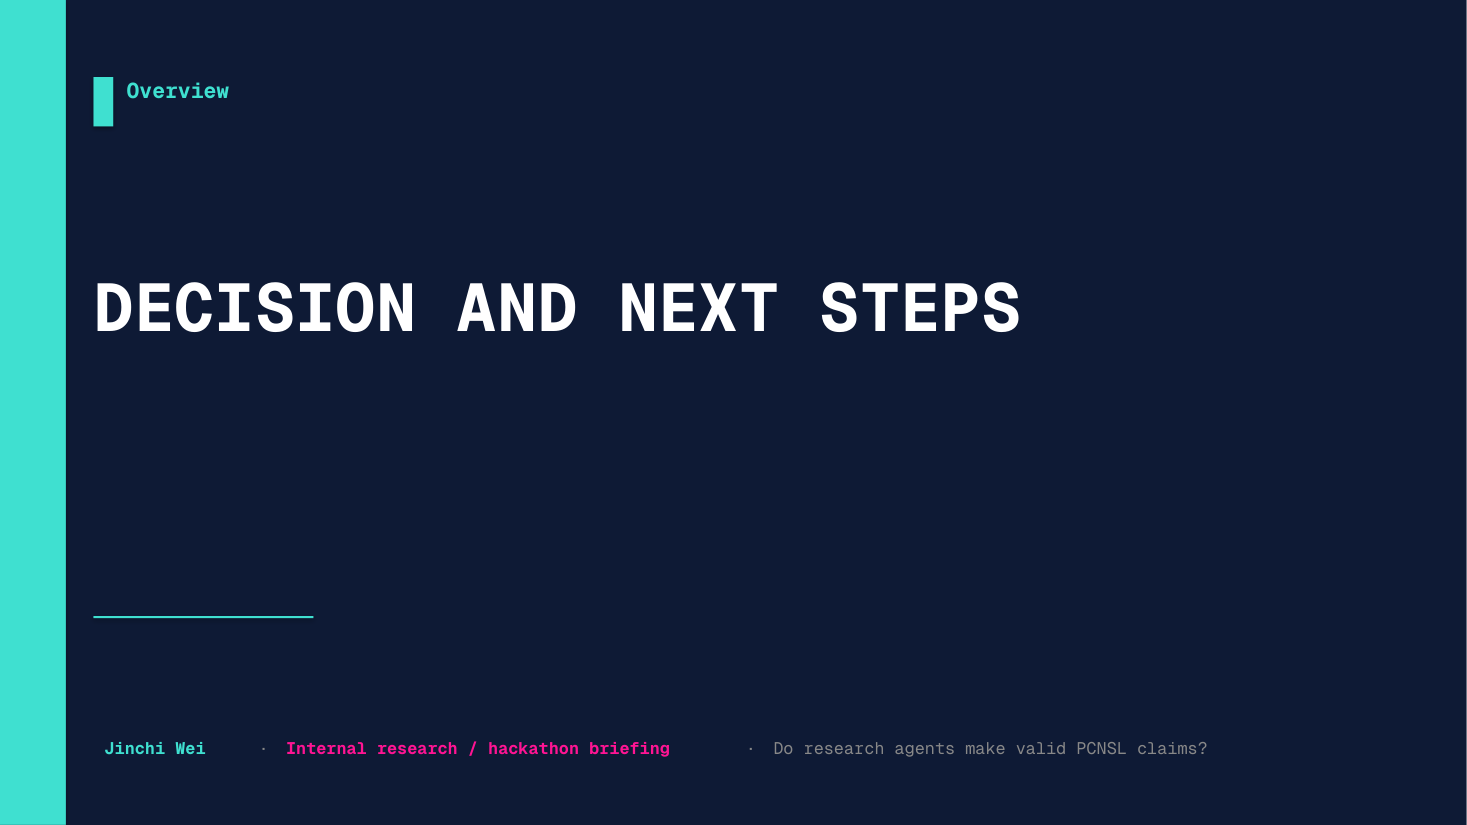 Overview
DECISION AND NEXT STEPS
Jinchi Wei · Internal research / hackathon briefing · Do research agents make valid PCNSL claims?